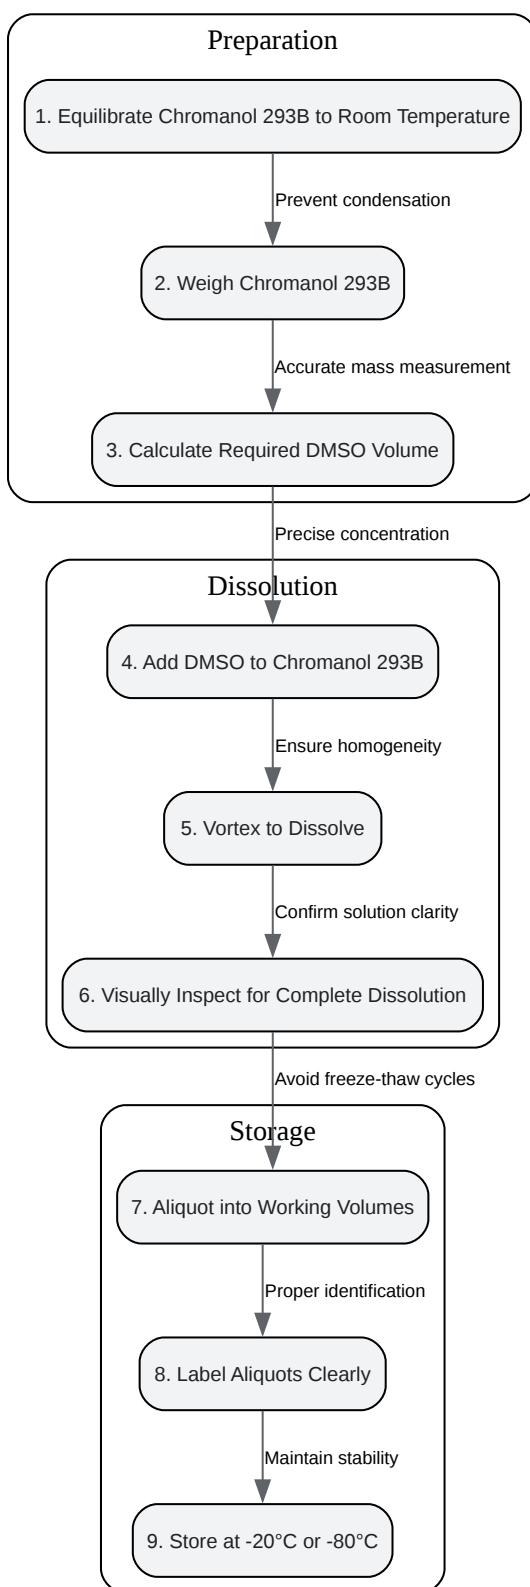 Preparation
1. Equilibrate Chromanol 293B to Room Temperature
Prevent condensation
2. Weigh Chromanol 293B
Accurate mass measurement
3. Calculate Required DMSO Volume
Precise concentration
Dissolution
4. Add DMSO to Chromanol 293B
Ensure homogeneity
5. Vortex to Dissolve
Confirm solution clarity
6. Visually Inspect for Complete Dissolution
Avoid freeze-thaw cycles
Storage
7. Aliquot into Working Volumes
Proper identification
8. Label Aliquots Clearly
Maintain stability
9. Store at -20°C or -80°C